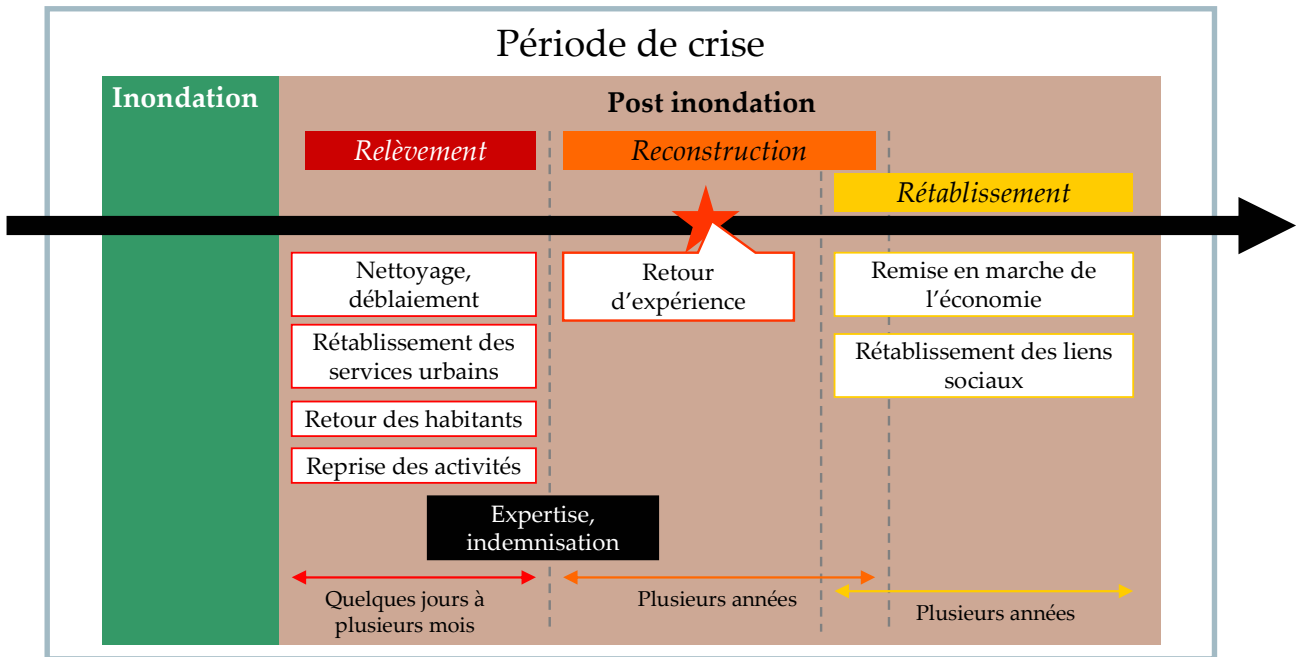 Période de crise
Inondation
Post inondation
Relèvement
Reconstruction
Rétablissement
Nettoyage,
déblaiement
Rétablissement des
services urbains
Retour des habitants
Reprise des activités
Retour
d’expérience
Remise en marche de
l’économie
Rétablissement des liens
sociaux
Expertise,
indemnisation
Quelques jours à
plusieurs mois
Plusieurs années
Plusieurs années